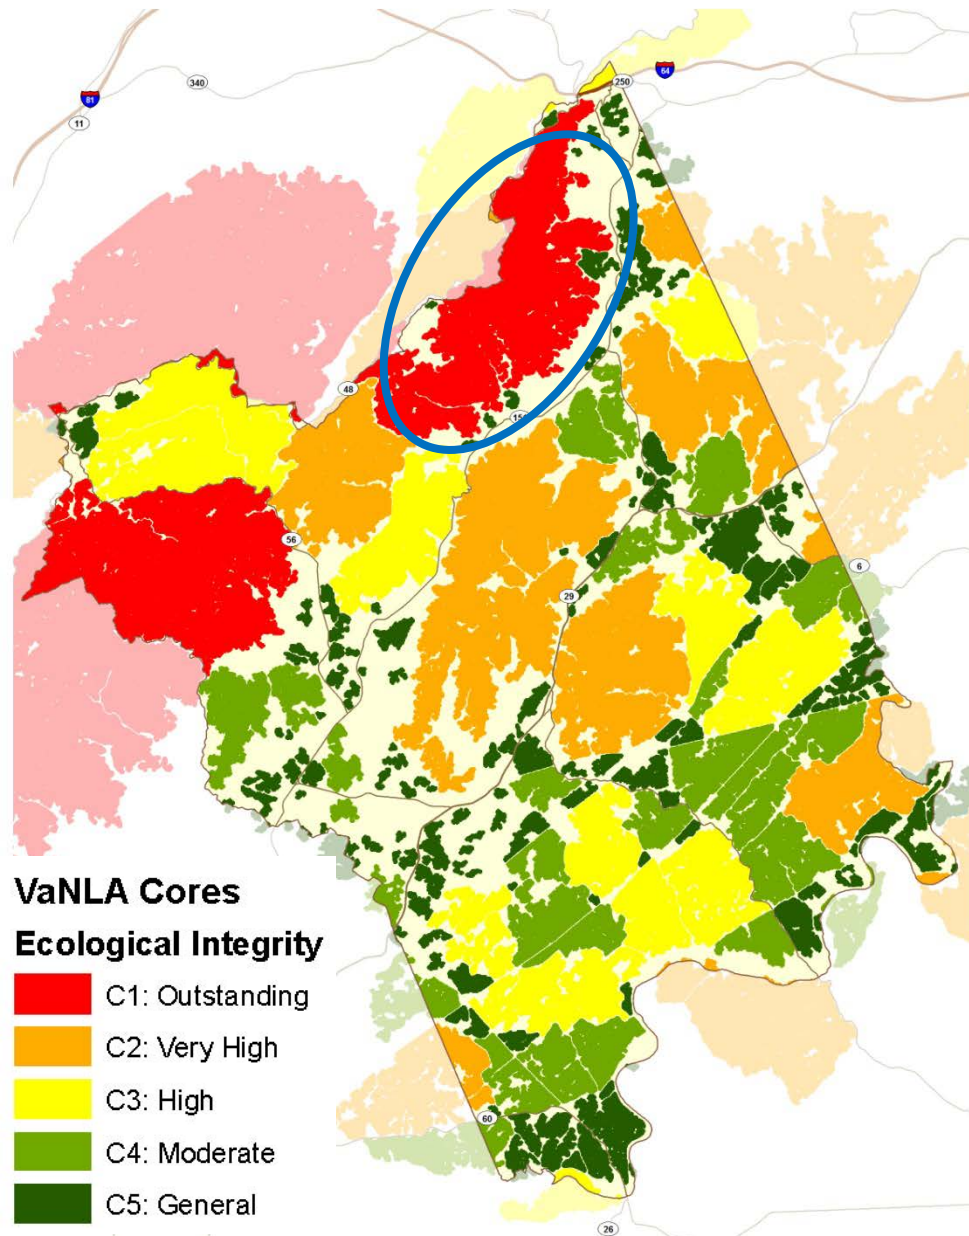 340
64
250
81
11
48
151
56
6
29
VaNLA Cores
Ecological Integrity
C1: Outstanding
C2: Very High
C3: High
C4: Moderate
C5: General
60
26